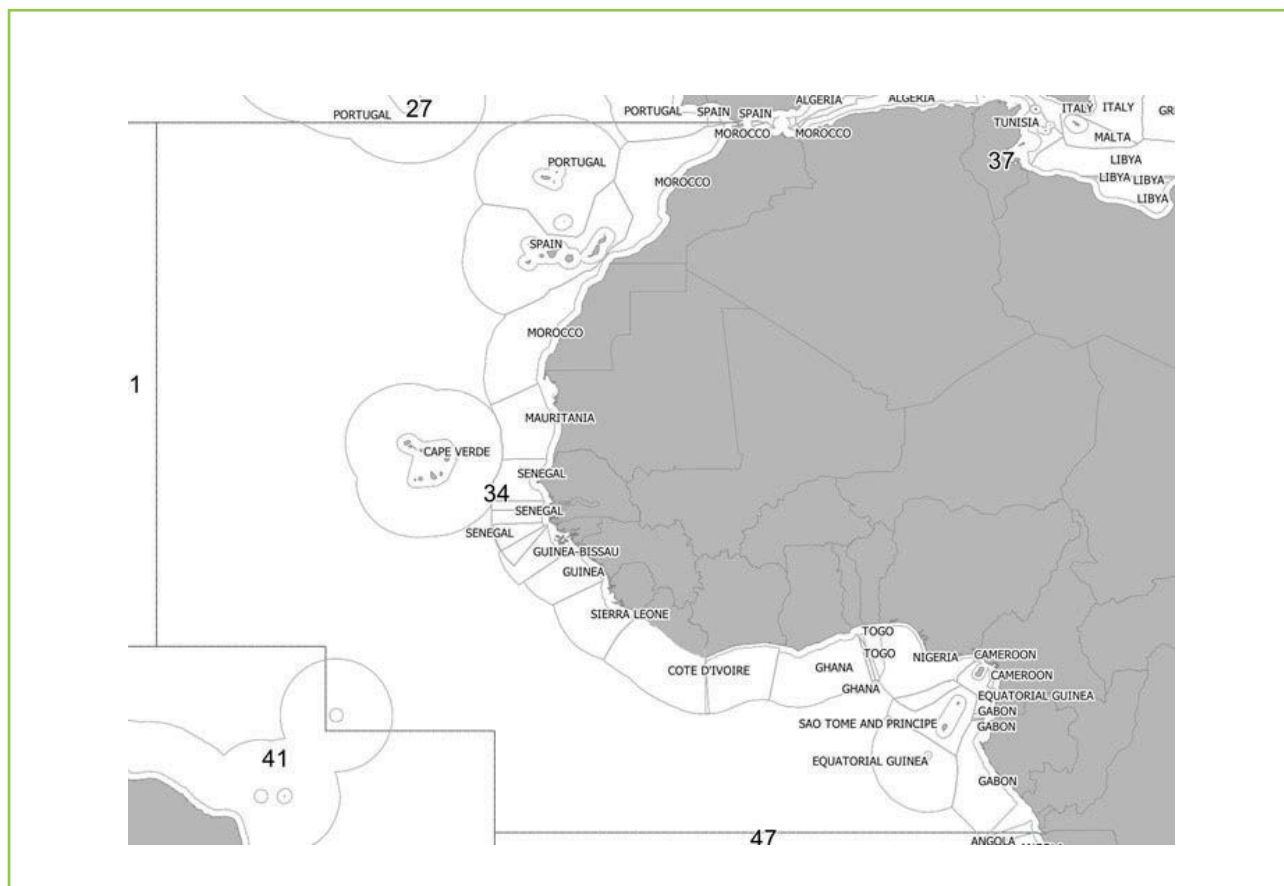 ALGERIA
ALGERIA
PORTUGAL
27
PORTUGAL
SPAIN
SPAIN
ITALY
ITALY
TUNISIA
MOROCCO
MOROCCO
MALTA
PORTUGAL
37
LIBYA
MOROCCO
LIBYA
LIBYA
LIBYA
SPAIN
MOROCCO
1
MAURITANIA
CAPE VERDE
SENEGAL
34
SENEGAL
SENEGAL
GUINEA-BISSAU
GUINEA
SIERRA LEONE
TOGO
TOGO
NIGERIA
CAMEROON
COTE D'IVOIRE
GHANA
CAMEROON
GHANA
EQUATORIAL GUINEA
GABON
SAO TOME AND PRINCIPE
GABON
41
EQUATORIAL GUINEA
GABON
47
ANGOLA